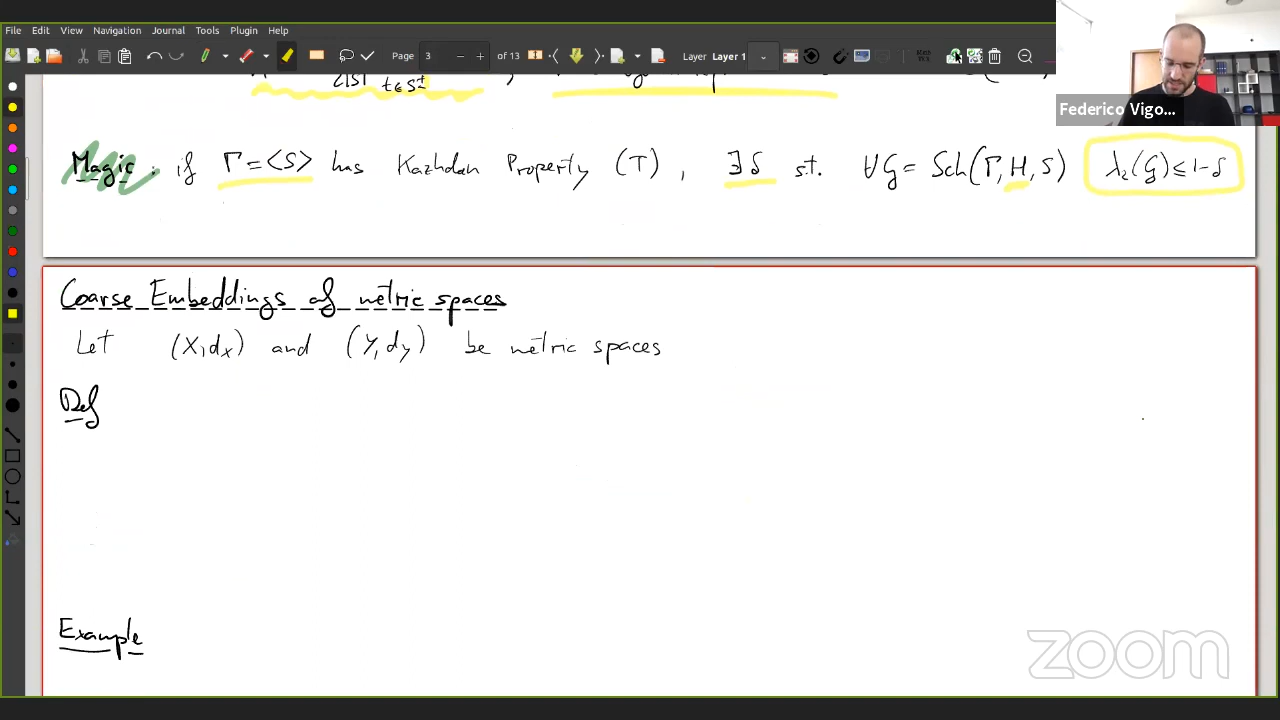 File Edit View Navigation Journal Tools Plugin Help
Page 3 of 13 Layer Layer 1
2|S| t∈S±
Federico Vigo...
Magic : if Γ=<S> has Kazhdan Property (T), ∃δ s.t. ∀G= Sch(Γ,H,S) λ₂(G)≤1-δ
Coarse Embeddings of metric spaces
Let (X,dx) and (Y,dy) be metric spaces
Def
Example
zoom